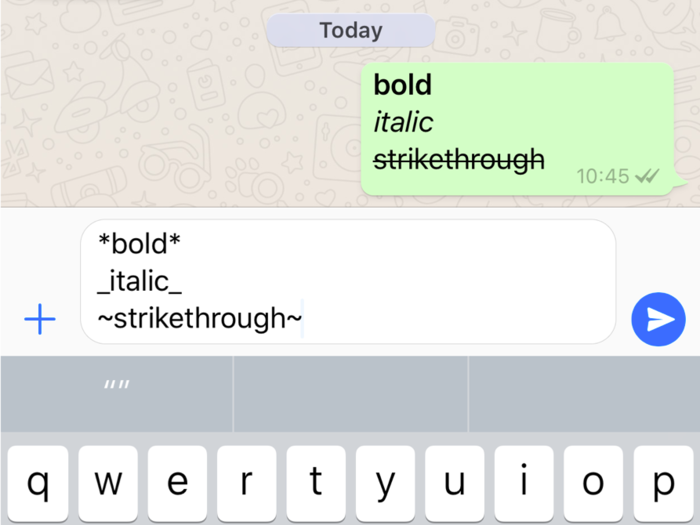 Today
bold
italic
strikethrough
10:45
*bold*
_italic_
~strikethrough~
“”
q w e r t y u i o p